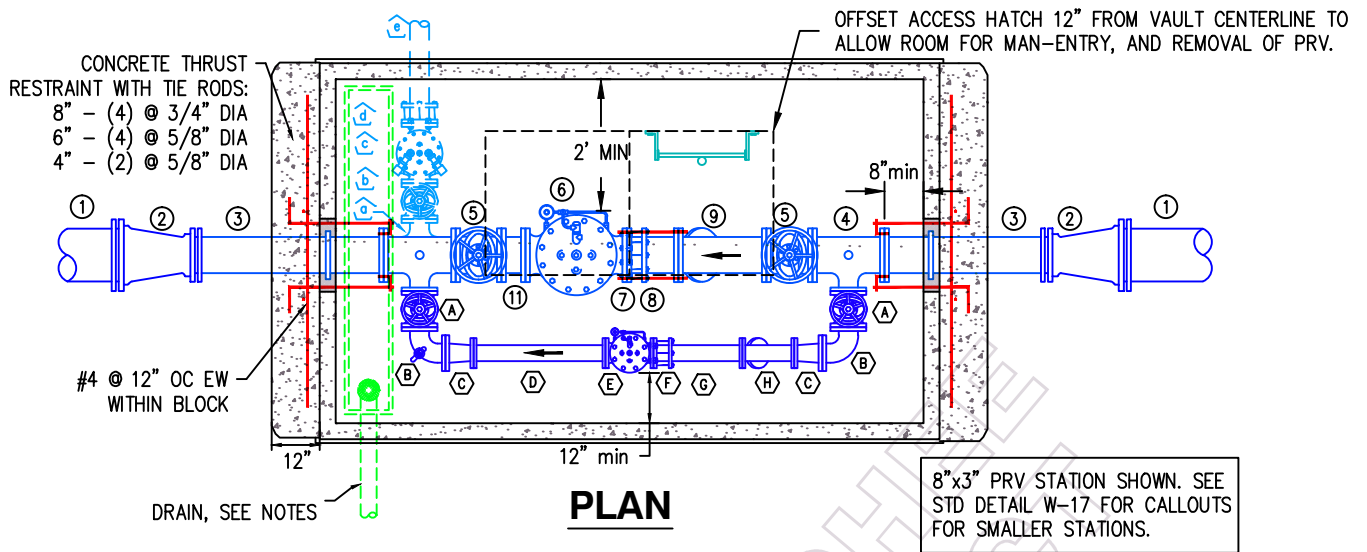 OFFSET ACCESS HATCH 12" FROM VAULT CENTERLINE TO
ALLOW ROOM FOR MAN-ENTRY, AND REMOVAL OF PRV.
CONCRETE THRUST
RESTRAINT WITH TIE RODS:
8" - (4) @ 3/4" DIA
6" - (4) @ 5/8" DIA
4" - (2) @ 5/8" DIA
e
d
c
b
a
2' MIN
8"min
1
2
3
5
6
9
5
4
3
2
1
11
7
8
A
A
B
C
D
E
F
G
H
C
B
#4 @ 12" OC EW
WITHIN BLOCK
12"
12" min
DRAIN, SEE NOTES
PLAN
8"x3" PRV STATION SHOWN. SEE
STD DETAIL W-17 FOR CALLOUTS
FOR SMALLER STATIONS.